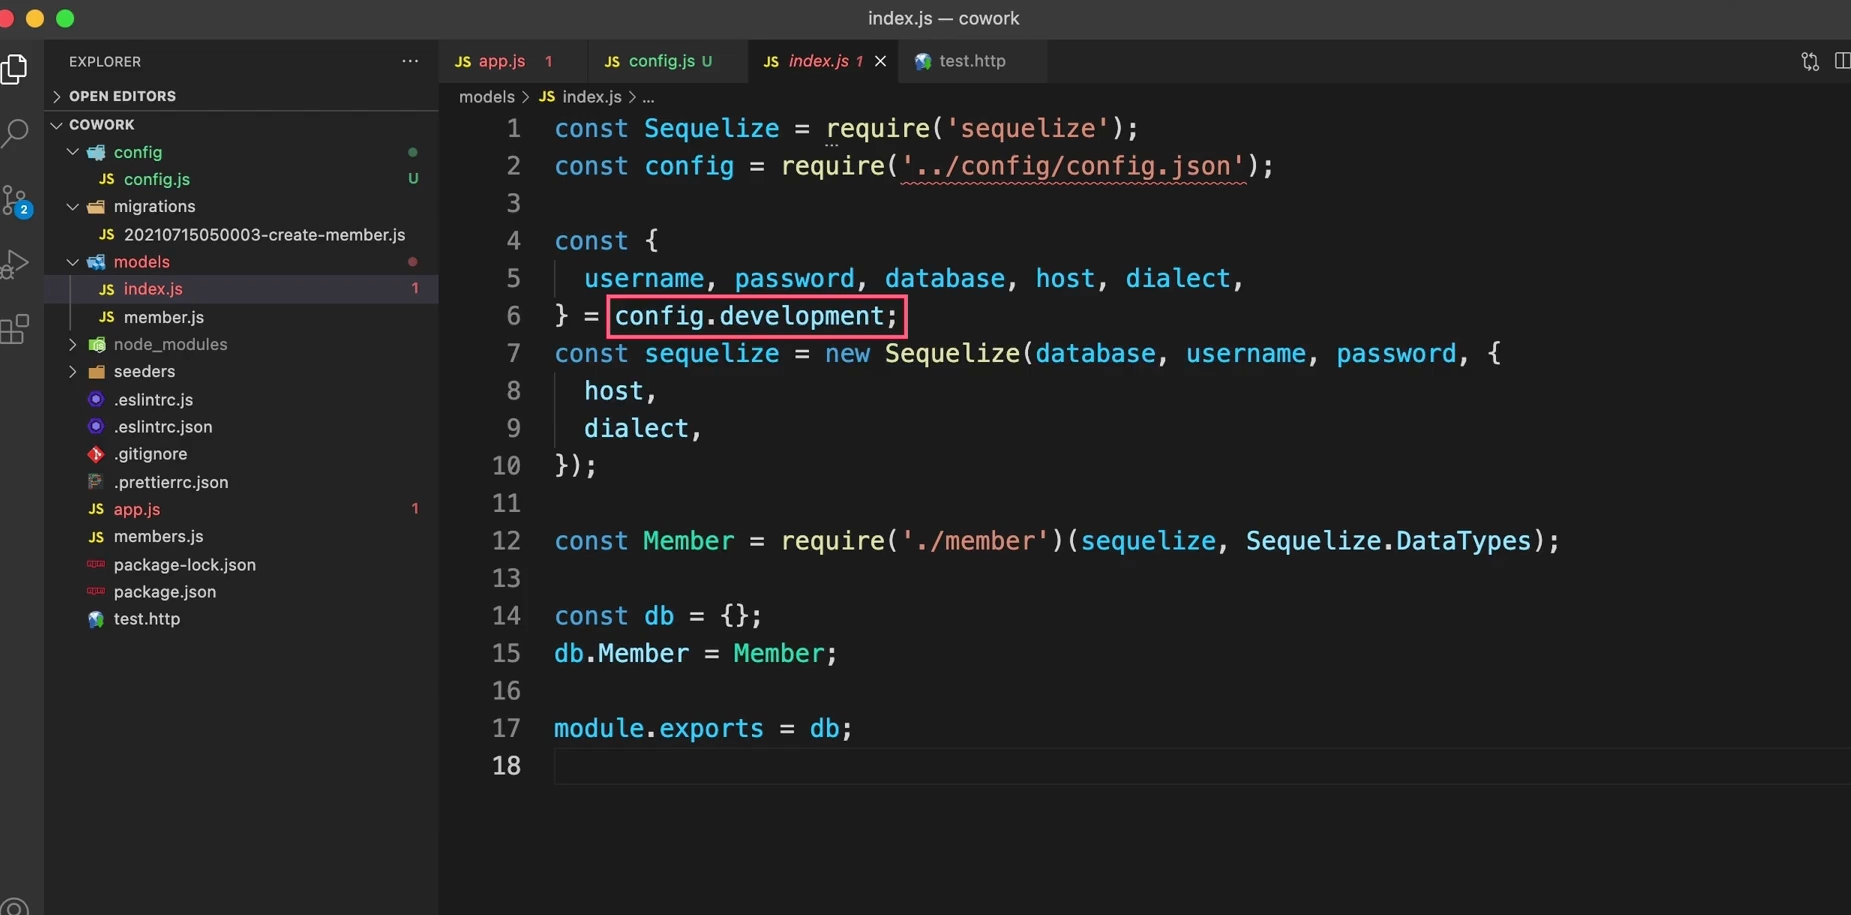 index.js — cowork
EXPLORER
OPEN EDITORS
COWORK
config
JS config.js U
migrations
JS 20210715050003-create-member.js
models
JS index.js 1
JS member.js
node_modules
seeders
.eslintrc.js
.eslintrc.json
.gitignore
.prettierrc.json
JS app.js 1
JS members.js
package-lock.json
package.json
test.http
2
JS app.js 1 JS config.js U JS index.js 1 test.http
models > JS index.js > ...
1 const Sequelize = require('sequelize');
2 const config = require('../config/config.json');
3
4 const {
5 username, password, database, host, dialect,
6 } = config.development;
7 const sequelize = new Sequelize(database, username, password, {
8 host,
9 dialect,
10 });
11
12 const Member = require('./member')(sequelize, Sequelize.DataTypes);
13
14 const db = {};
15 db.Member = Member;
16
17 module.exports = db;
18